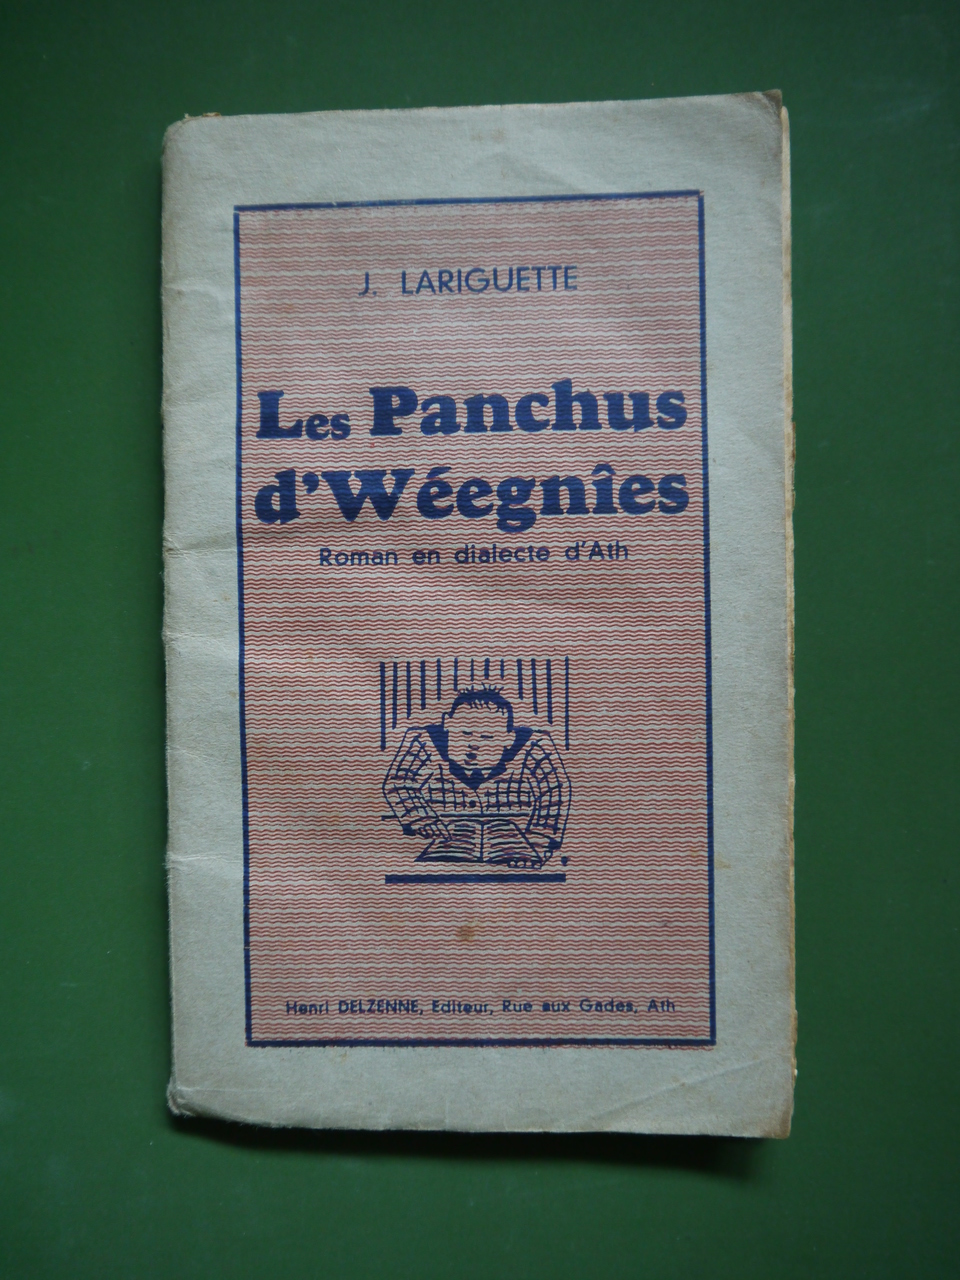 J. LARIGUETTE
Les Panchus
d'Wéegnîes
Roman en dialecte d'Ath
Henri DELZENNE, Editeur, Rue aux Gades, Ath